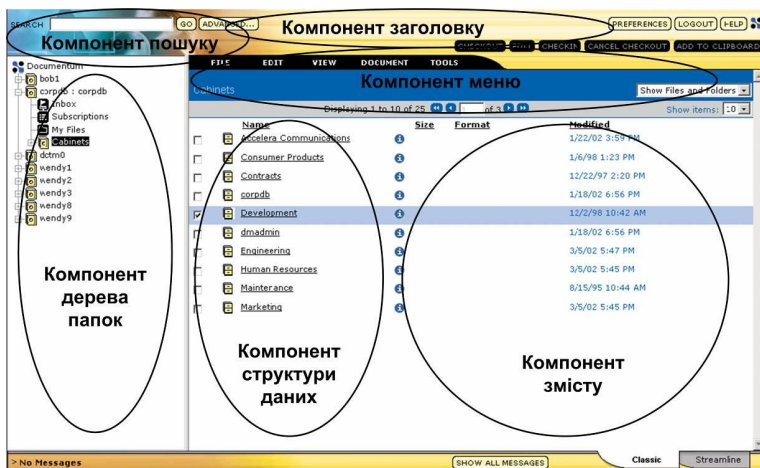 SEARCH GO ADVANCED... PREFERENCES LOGOUT HELP
Компонент заголовку
Компонент пошуку
CHECKOUT EDIT CHECKIN CANCEL CHECKOUT ADD TO CLIPBOARD
FILE EDIT VIEW DOCUMENT TOOLS
Компонент меню
Cabinets Show Files and Folders
Displaying 1 to 10 of 25 1 of 3 Show items: 10
Documentum
bob1
corpdb : corpdb
Inbox
Subscriptions
My Files
Cabinets
dctm0
wendy1
wendy2
wendy3
wendy8
wendy9
Компонент
дерева
папок
Name Size Format Modified
Accelera Communications 1/22/02 3:59 PM
Consumer Products 1/6/98 1:23 PM
Contracts 12/22/97 2:20 PM
corpdb 1/18/02 6:56 PM
Development 12/2/98 10:42 AM
dmadmin 1/18/02 6:56 PM
Engineering 3/5/02 5:47 PM
Human Resources 3/5/02 5:45 PM
Mainterance 8/15/95 10:44 AM
Marketing 3/5/02 5:45 PM
Компонент
структури
даних
Компонент
змісту
> No Messages SHOW ALL MESSAGES Classic Streamline